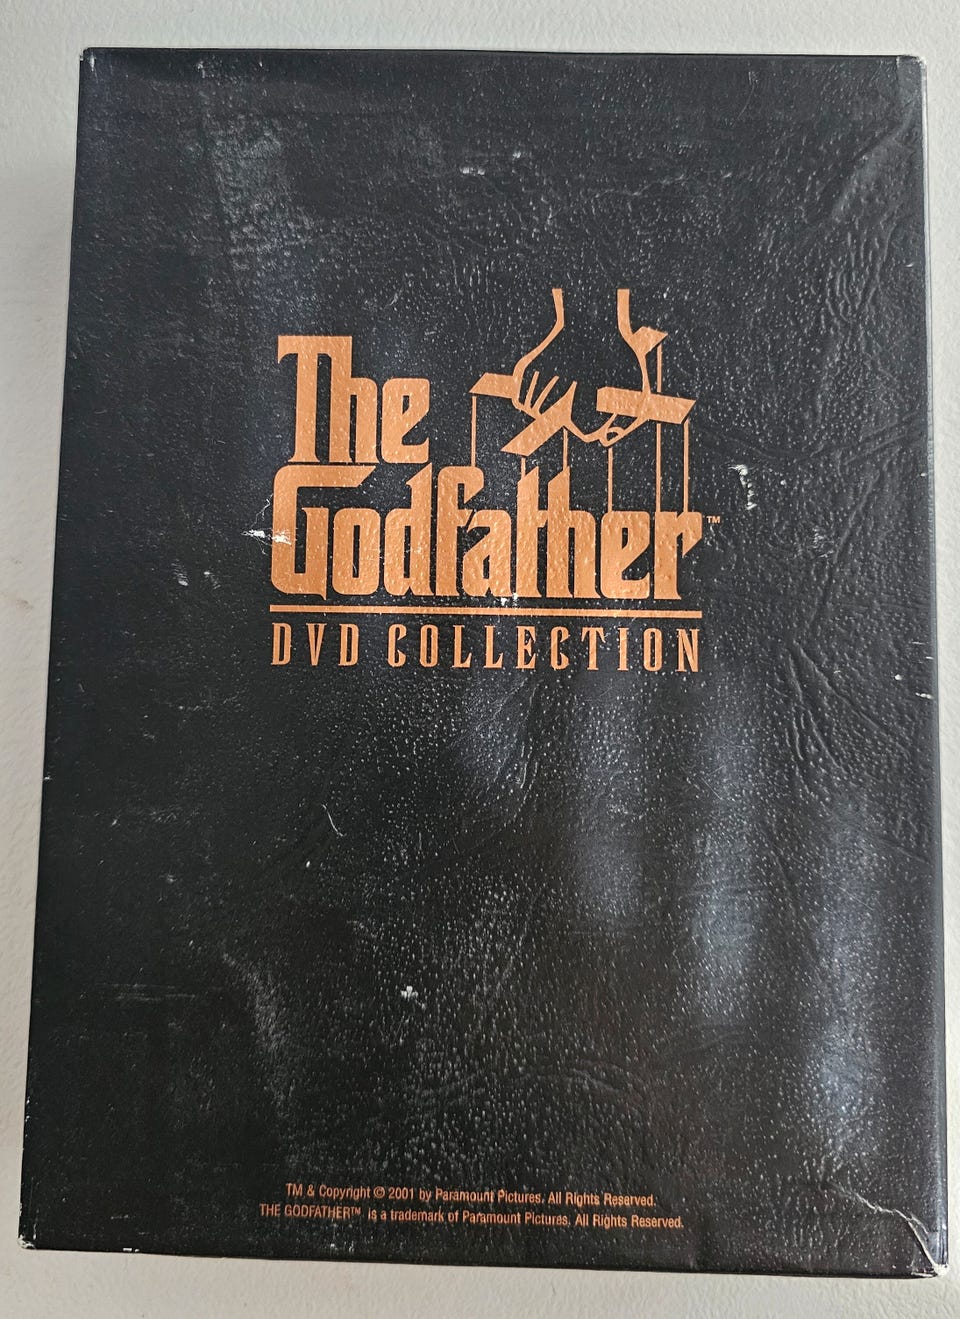 The
Godfather™
DVD COLLECTION
TM & Copyright © 2001 by Paramount Pictures. All Rights Reserved.
THE GODFATHER™ is a trademark of Paramount Pictures. All Rights Reserved.